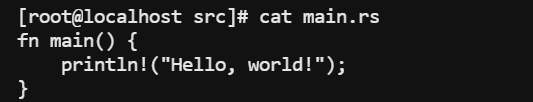 [root@localhost src]# cat main.rs
fn main() {
    println!("Hello, world!");
}